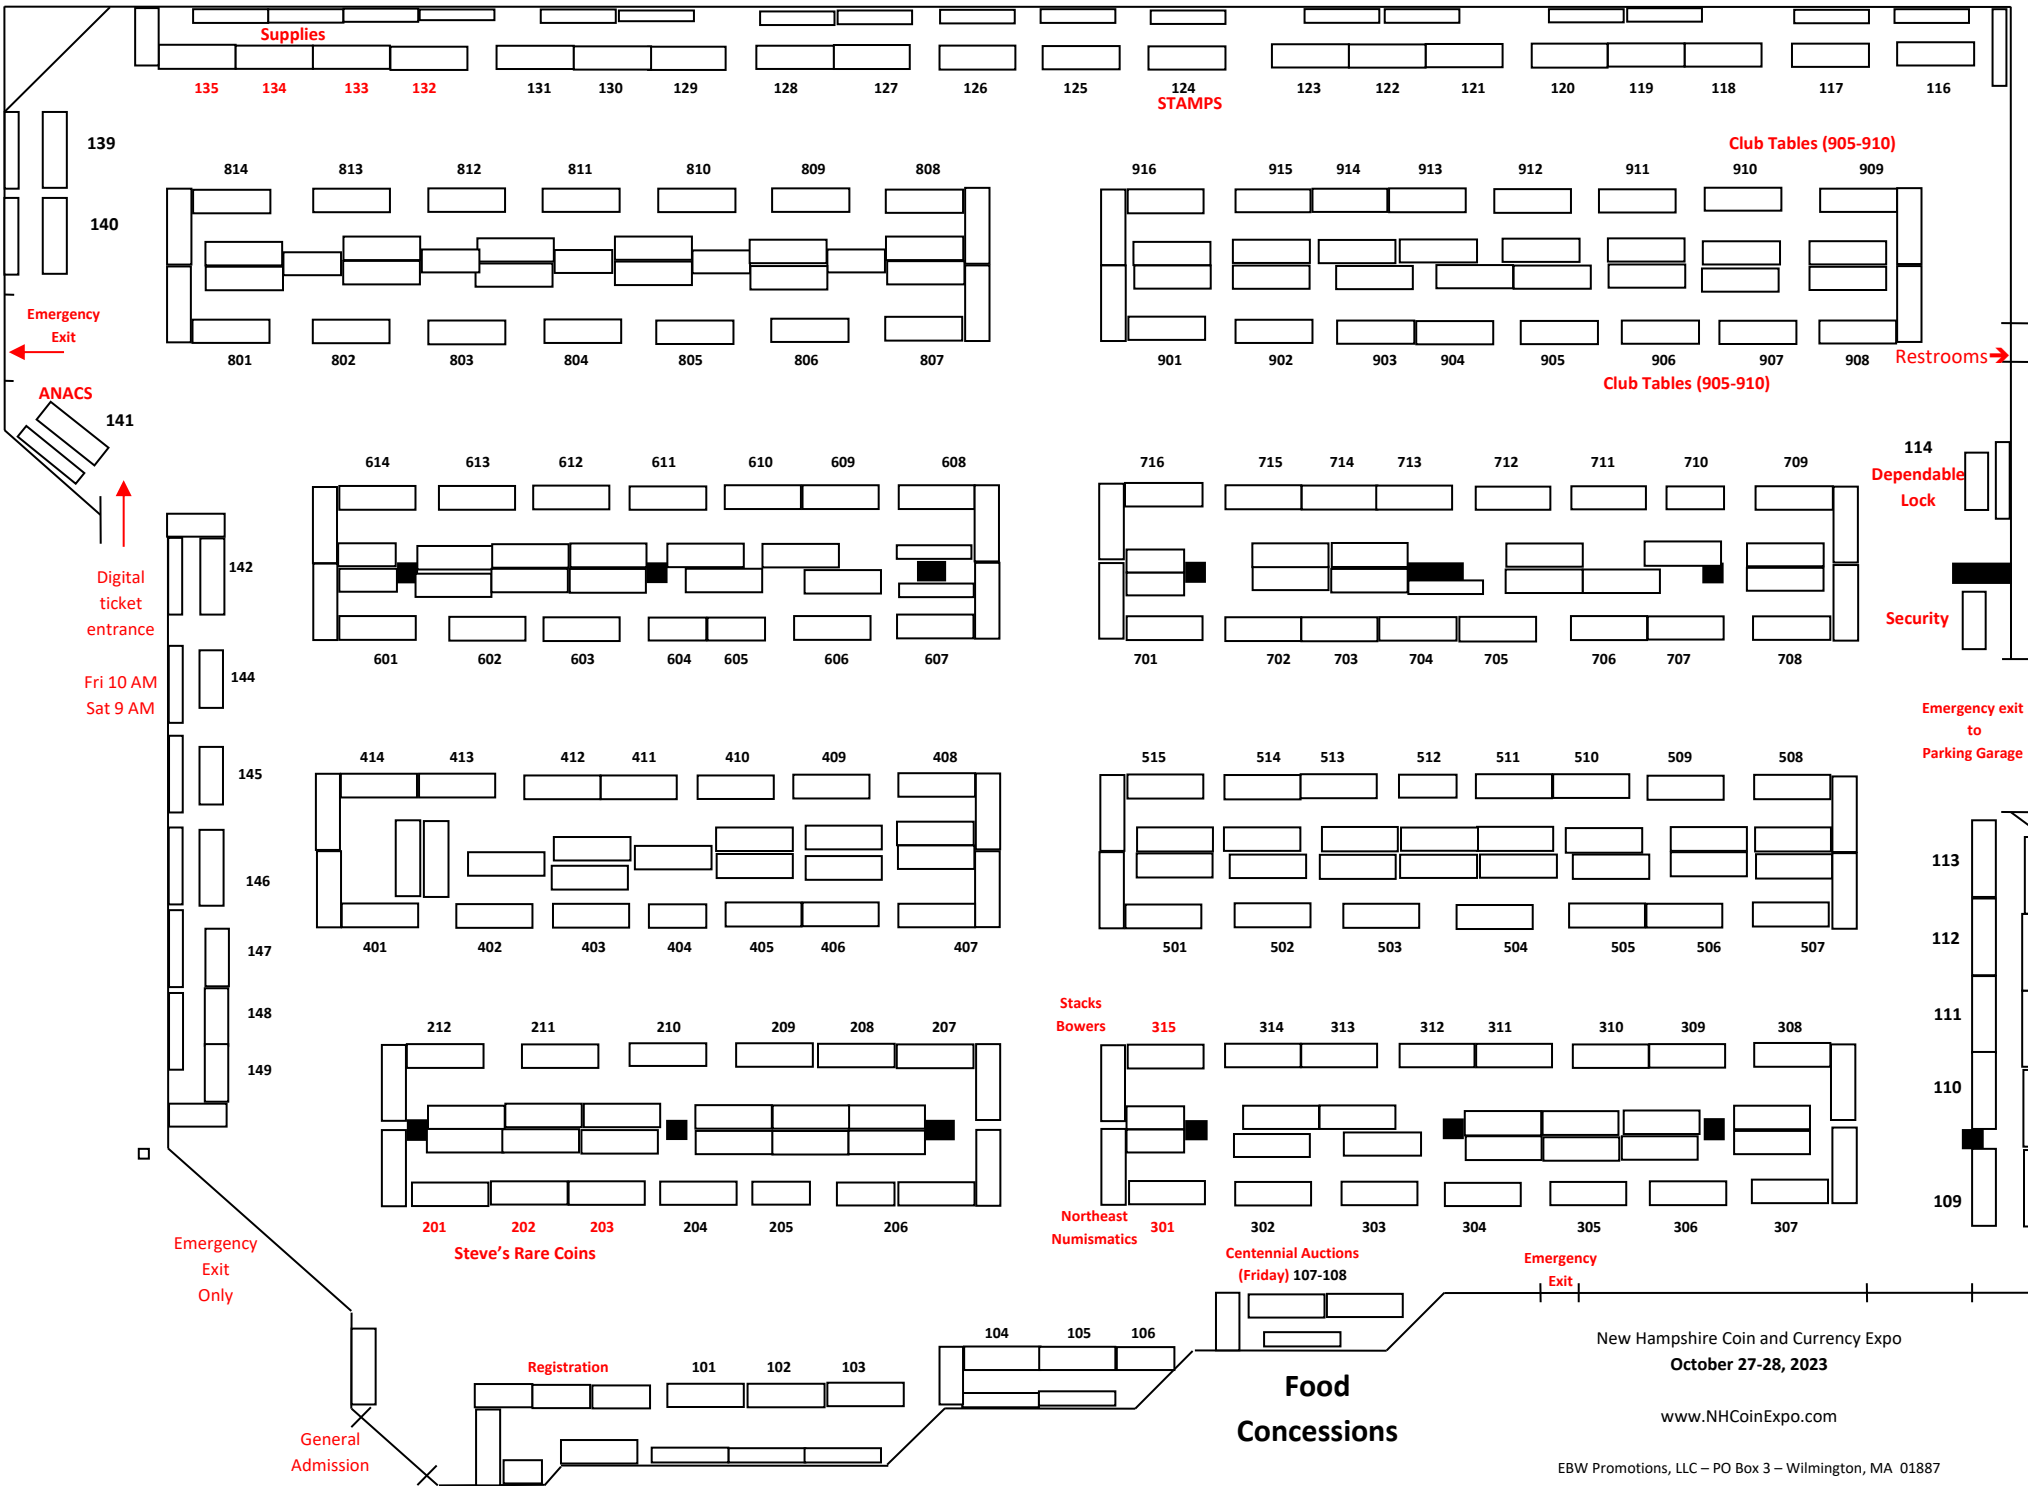 Supplies
135 134 133 132 131 130 129 128 127 126 125 124 123 122 121 120 119 118 117 116
STAMPS
139
Club Tables (905-910)
814 813 812 811 810 809 808 916 915 914 913 912 911 910 909
140
Emergency
Exit
801 802 803 804 805 806 807 901 902 903 904 905 906 907 908
Restrooms ➔
Club Tables (905-910)
ANACS
141
614 613 612 611 610 609 608 716 715 714 713 712 711 710 709
114
Dependable
Lock
142
Digital
ticket
entrance
Security
601 602 603 604 605 606 607 701 702 703 704 705 706 707 708
144
Fri 10 AM
Sat 9 AM
Emergency exit
to
Parking Garage
414 413 412 411 410 409 408 515 514 513 512 511 510 509 508
145
146
113
112
401 402 403 404 405 406 407 501 502 503 504 505 506 507
147
148
149
111
110
109
Stacks
Bowers 315
212 211 210 209 208 207 314 313 312 311 310 309 308
201 202 203 204 205 206
Steve's Rare Coins
Northeast
Numismatics 301
302 303 304 305 306 307
Emergency
Exit
Only
Centennial Auctions
(Friday) 107-108
Emergency
Exit
104 105 106
Registration 101 102 103
General
Admission
Food
Concessions
New Hampshire Coin and Currency Expo
October 27-28, 2023
www.NHCoinExpo.com
EBW Promotions, LLC – PO Box 3 – Wilmington, MA 01887